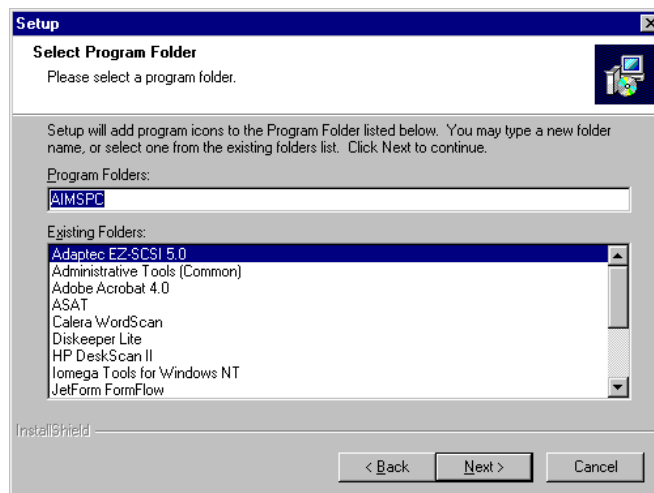 Setup
Select Program Folder
Please select a program folder.
Setup will add program icons to the Program Folder listed below. You may type a new folder
name, or select one from the existing folders list. Click Next to continue.
Program Folders:
AIMSPC
Existing Folders:
Adaptec EZ-SCSI 5.0
Administrative Tools (Common)
Adobe Acrobat 4.0
ASAT
Calera WordScan
Diskeeper Lite
HP DeskScan II
Iomega Tools for Windows NT
JetForm FormFlow
InstallShield
< Back
Next >
Cancel